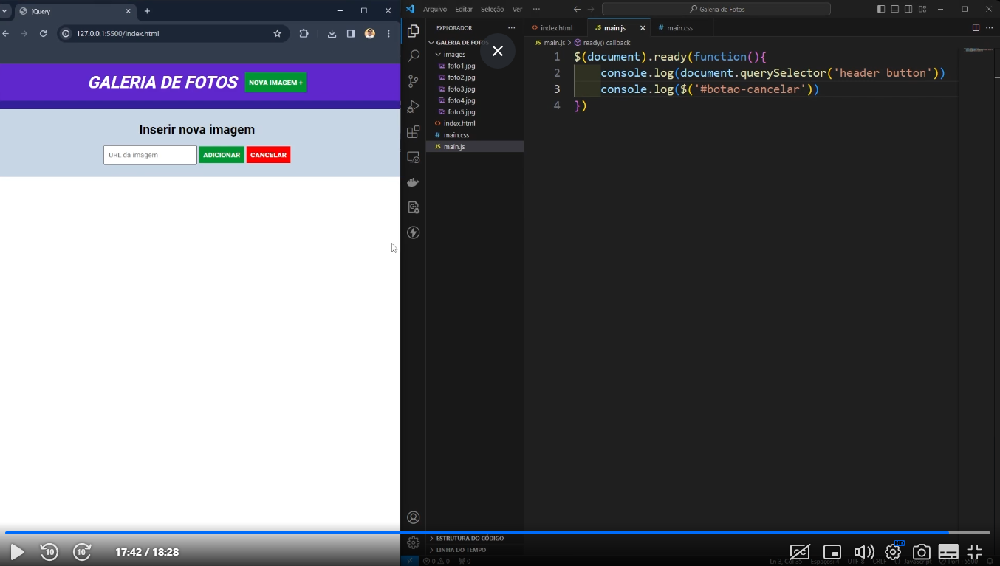 jQuery
127.0.0.1:5500/index.html
GALERIA DE FOTOS
NOVA IMAGEM +
Inserir nova imagem
URL da imagem
ADICIONAR
CANCELAR
Arquivo Editar Seleção Ver ···
Galeria de Fotos
EXPLORADOR ···
GALERIA DE FOTOS
images
foto1.jpg
foto2.jpg
foto3.jpg
foto4.jpg
foto5.jpg
index.html
main.css
main.js
index.html
JS main.js
# main.css
JS main.js > ready() callback
1 $(document).ready(function(){
2 console.log(document.querySelector('header button'))
3 console.log($('#botao-cancelar'))
4 })
ESTRUTURA DO CÓDIGO
LINHA DO TEMPO
0 0 0
Ln 3, Col 35 Espaços: 4 UTF-8 CRLF JavaScript Port : 5500
10
10
17:42 / 18:28
HD